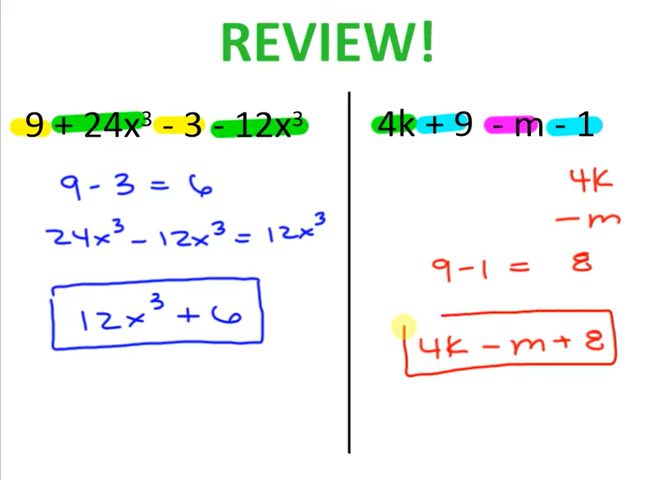 REVIEW!
9 + 24x³ - 3 - 12x³
9 - 3 = 6
24x³ - 12x³ = 12x³
12x³ + 6
4k + 9 - m - 1
4k
- m
9 - 1 = 8
4k - m + 8